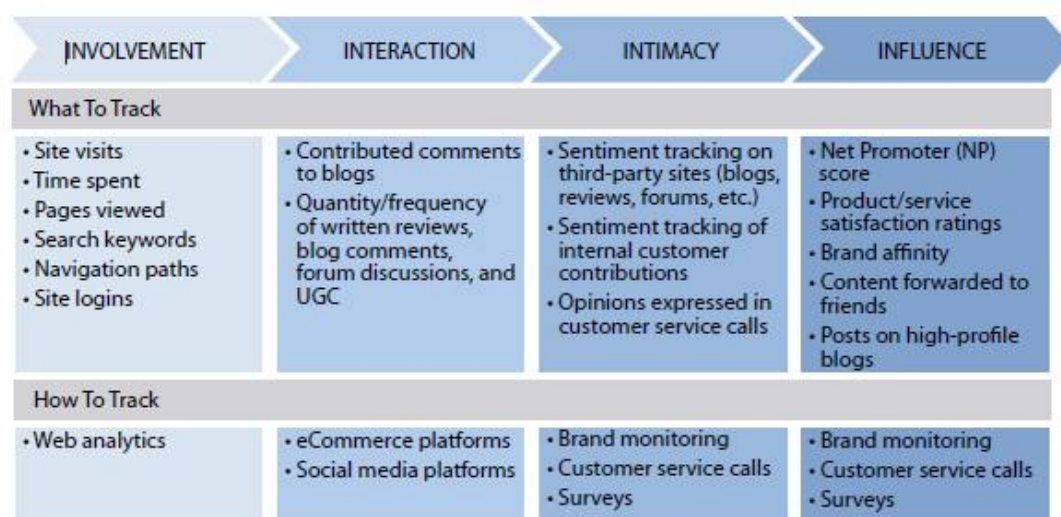 INVOLVEMENT
INTERACTION
INTIMACY
INFLUENCE
What To Track
• Site visits
• Time spent
• Pages viewed
• Search keywords
• Navigation paths
• Site logins
• Contributed comments
to blogs
• Quantity/frequency
of written reviews,
blog comments,
forum discussions, and
UGC
• Sentiment tracking on
third-party sites (blogs,
reviews, forums, etc.)
• Sentiment tracking of
internal customer
contributions
• Opinions expressed in
customer service calls
• Net Promoter (NP)
score
• Product/service
satisfaction ratings
• Brand affinity
• Content forwarded to
friends
• Posts on high-profile
blogs
How To Track
• Web analytics
• eCommerce platforms
• Social media platforms
• Brand monitoring
• Customer service calls
• Surveys
• Brand monitoring
• Customer service calls
• Surveys